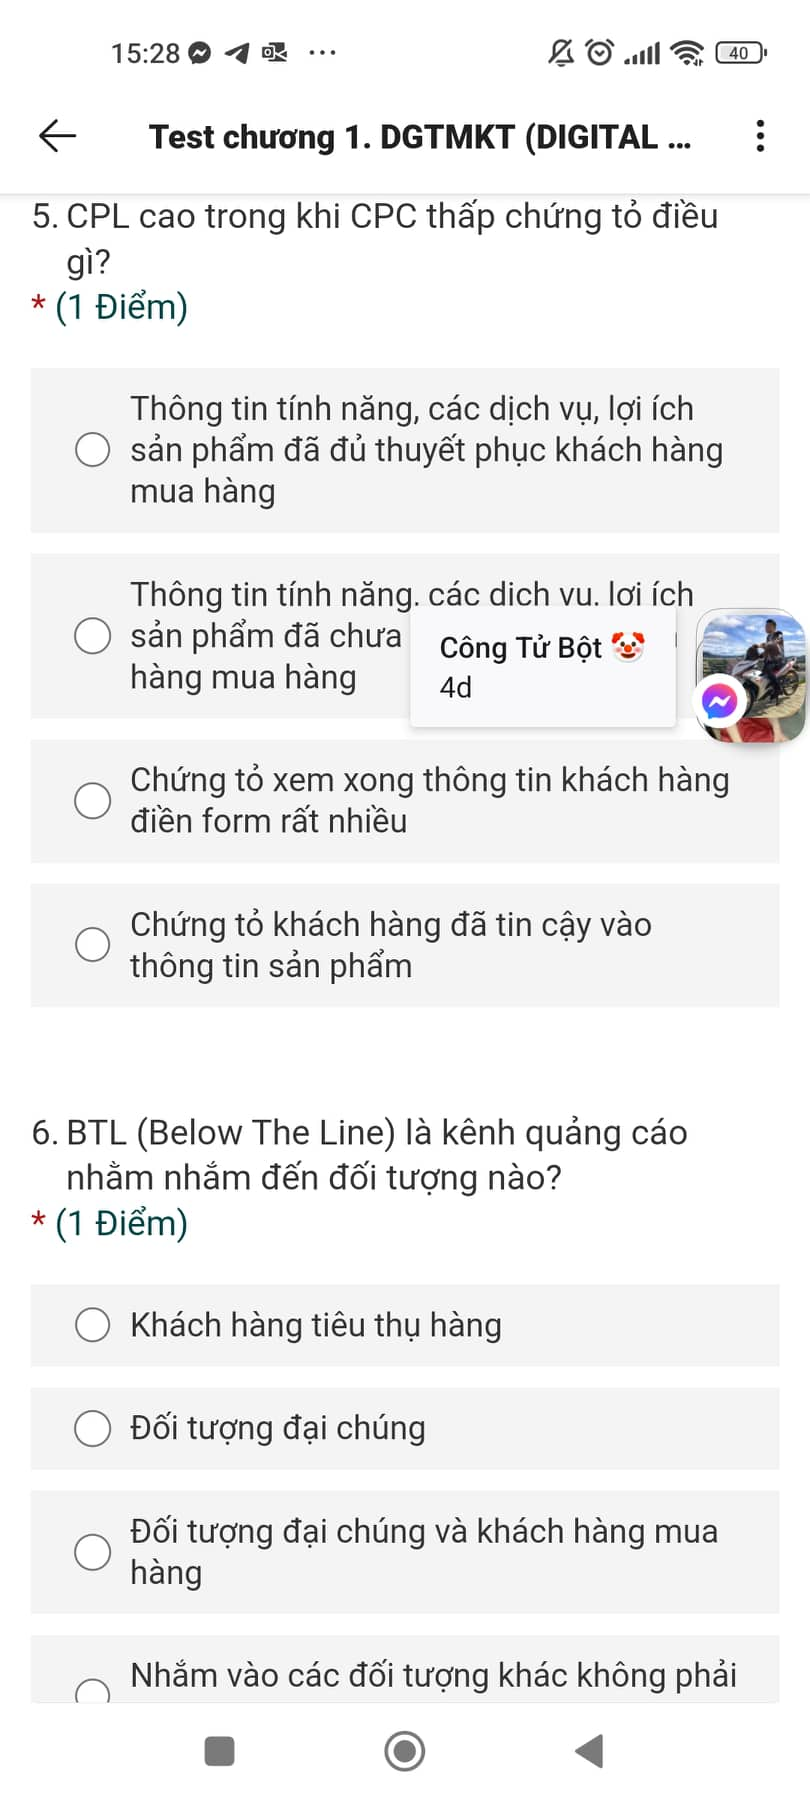 15:28
40
Test chương 1. DGTMKT (DIGITAL ...
5. CPL cao trong khi CPC thấp chứng tỏ điều
gì?
* (1 Điểm)
Thông tin tính năng, các dịch vụ, lợi ích
sản phẩm đã đủ thuyết phục khách hàng
mua hàng
Thông tin tính năng, các dịch vụ, lợi ích
sản phẩm đã chưa
hàng mua hàng
Công Tử Bột 🤡
4d
Chứng tỏ xem xong thông tin khách hàng
điền form rất nhiều
Chứng tỏ khách hàng đã tin cậy vào
thông tin sản phẩm
6. BTL (Below The Line) là kênh quảng cáo
nhằm nhắm đến đối tượng nào?
* (1 Điểm)
Khách hàng tiêu thụ hàng
Đối tượng đại chúng
Đối tượng đại chúng và khách hàng mua
hàng
Nhắm vào các đối tượng khác không phải